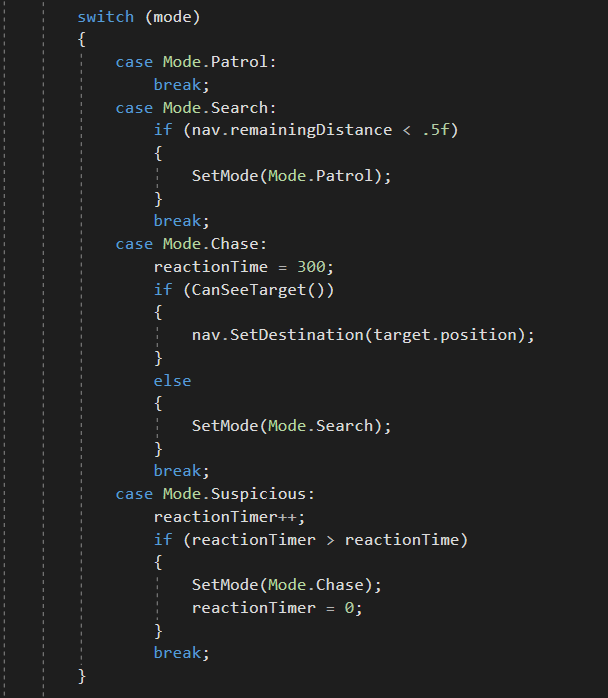 switch (mode)
{
    case Mode.Patrol:
        break;
    case Mode.Search:
        if (nav.remainingDistance < .5f)
        {
            SetMode(Mode.Patrol);
        }
        break;
    case Mode.Chase:
        reactionTime = 300;
        if (CanSeeTarget())
        {
            nav.SetDestination(target.position);
        }
        else
        {
            SetMode(Mode.Search);
        }
        break;
    case Mode.Suspicious:
        reactionTimer++;
        if (reactionTimer > reactionTime)
        {
            SetMode(Mode.Chase);
            reactionTimer = 0;
        }
        break;
}